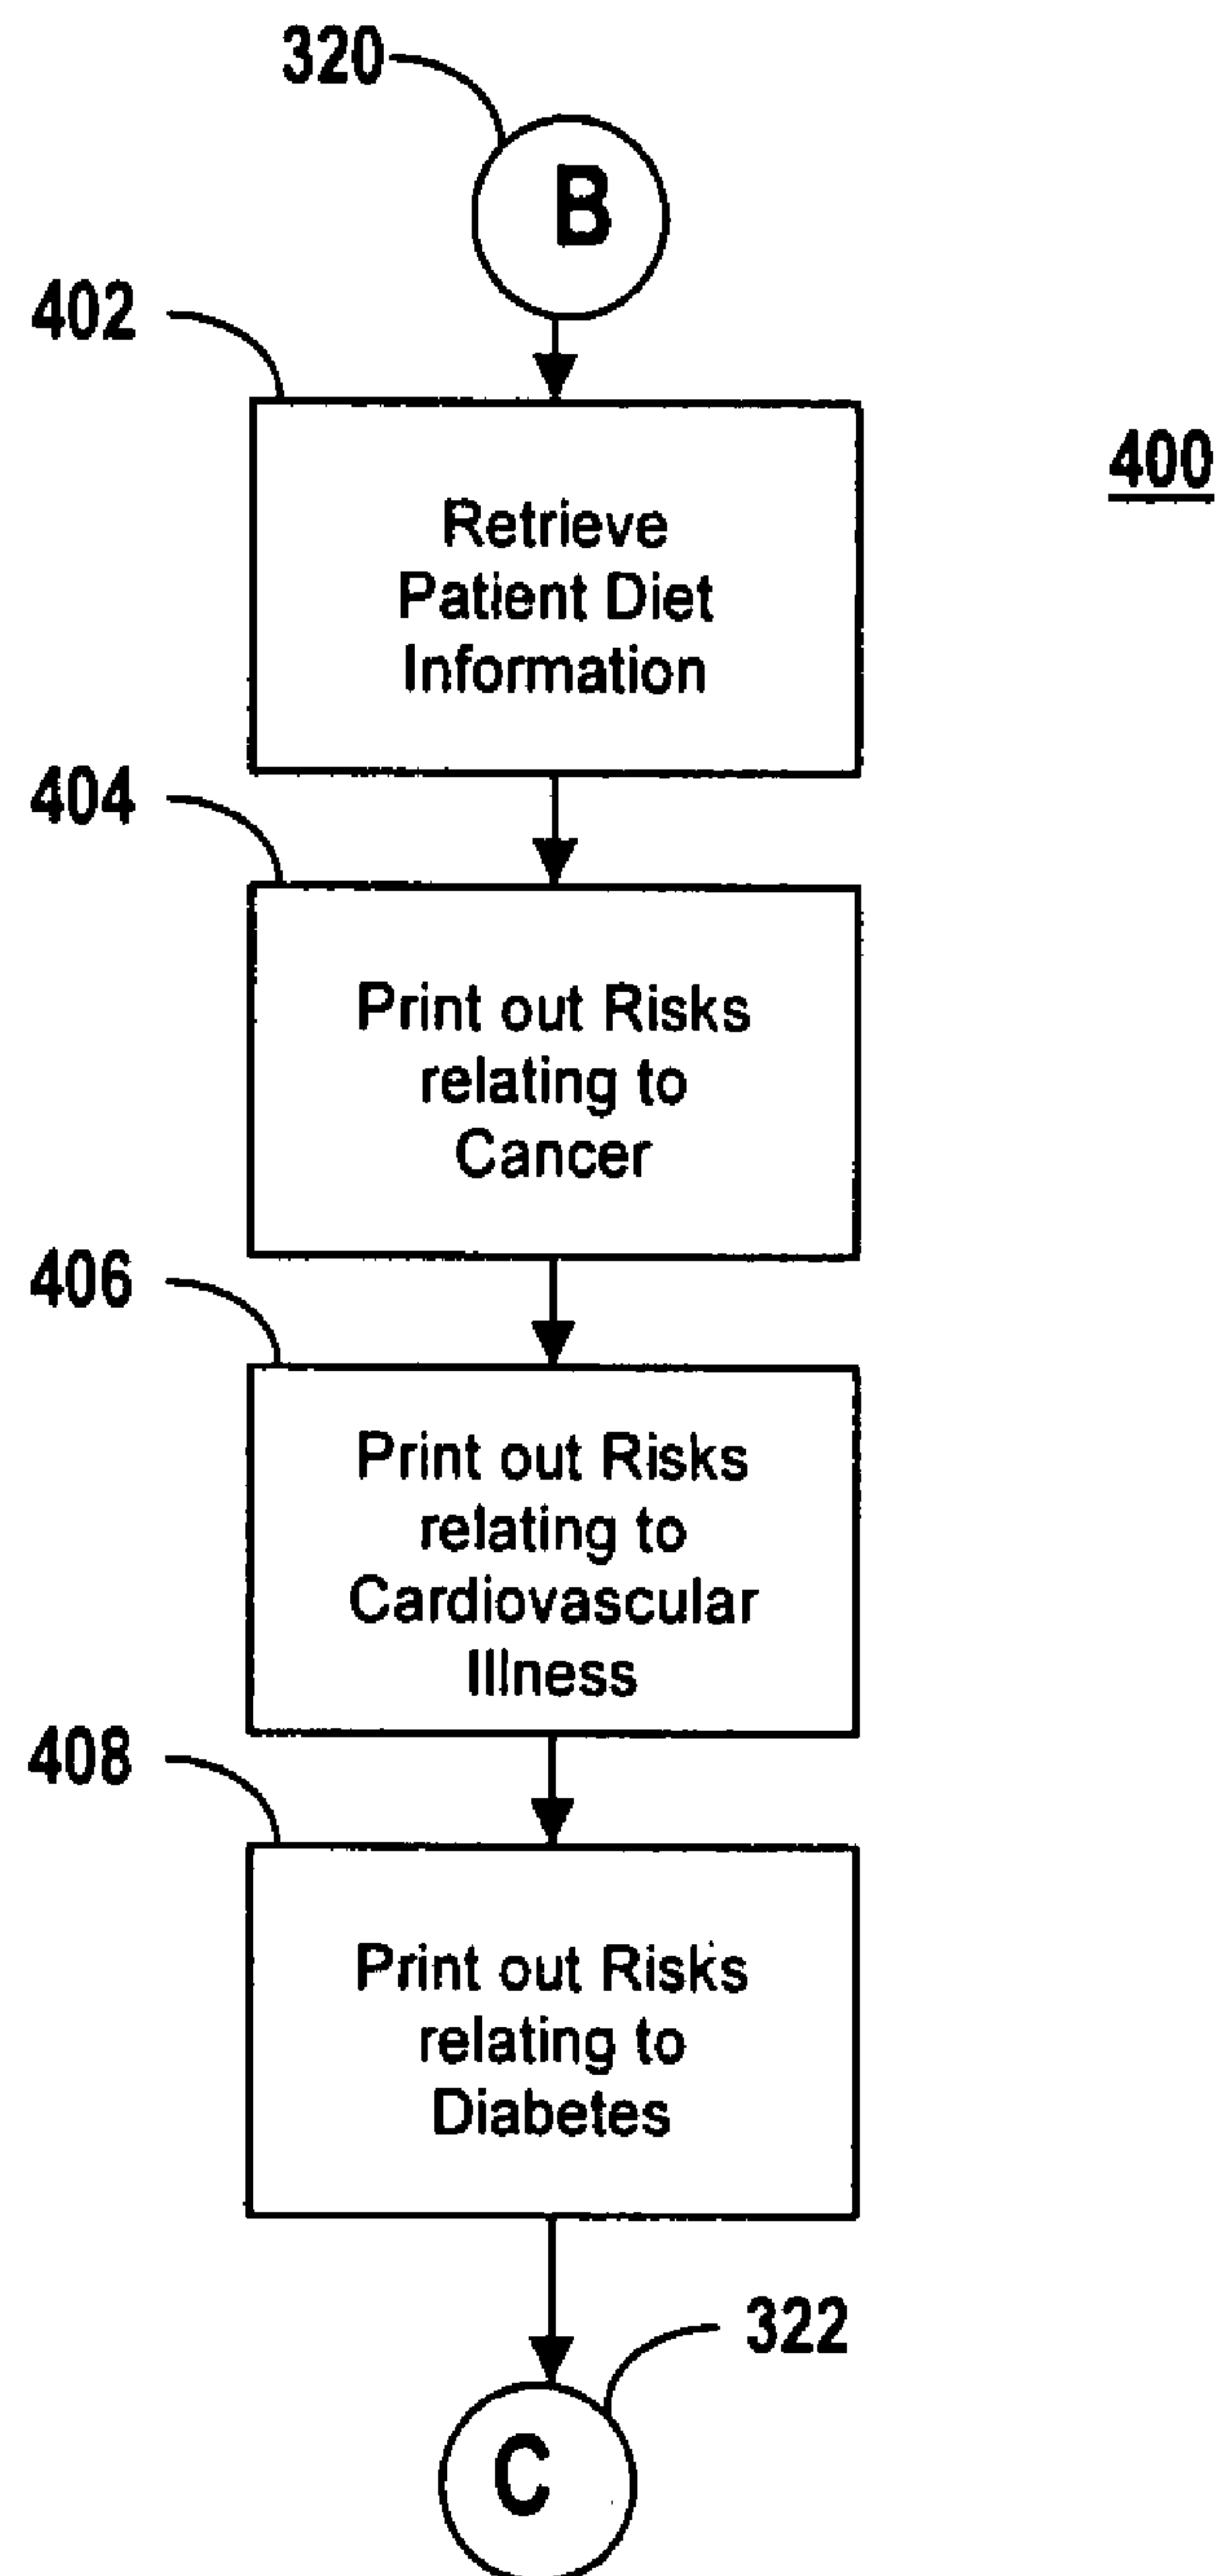 320
B
402
400
Retrieve
Patient Diet
Information
404
Print out Risks
relating to
Cancer
406
Print out Risks
relating to
Cardiovascular
Illness
408
Print out Risks
relating to
Diabetes
322
C